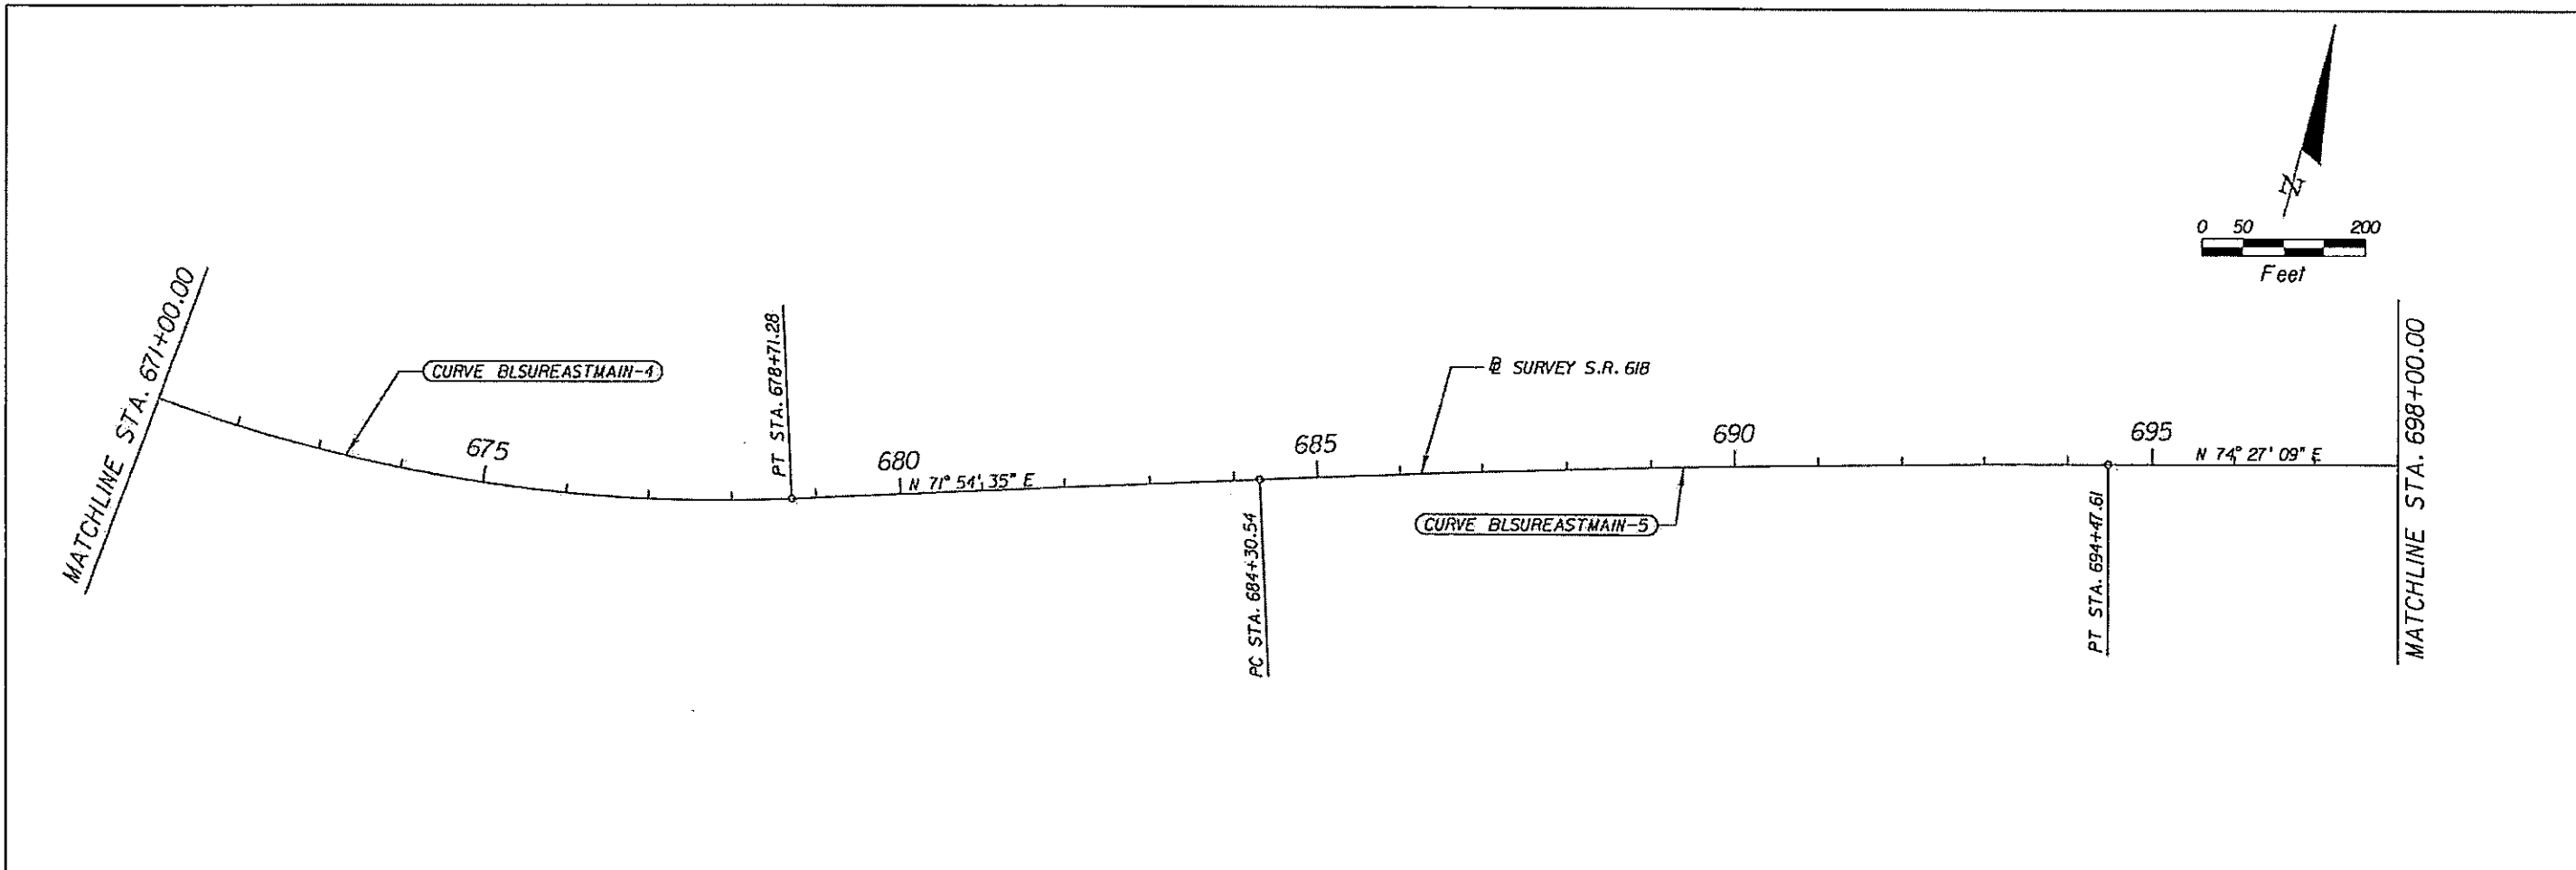 N
0 50 200
Feet
MATCHLINE STA. 671+00.00
CURVE BLSUREASTMAIN-4
PT STA. 678+71.28
SURVEY S.R. 618
MATCHLINE STA. 698+00.00
675
680
685
690
695
N 71° 54' 35" E
N 74° 27' 09" E
CURVE BLSUREASTMAIN-5
PC STA. 684+30.54
PT STA. 694+47.61